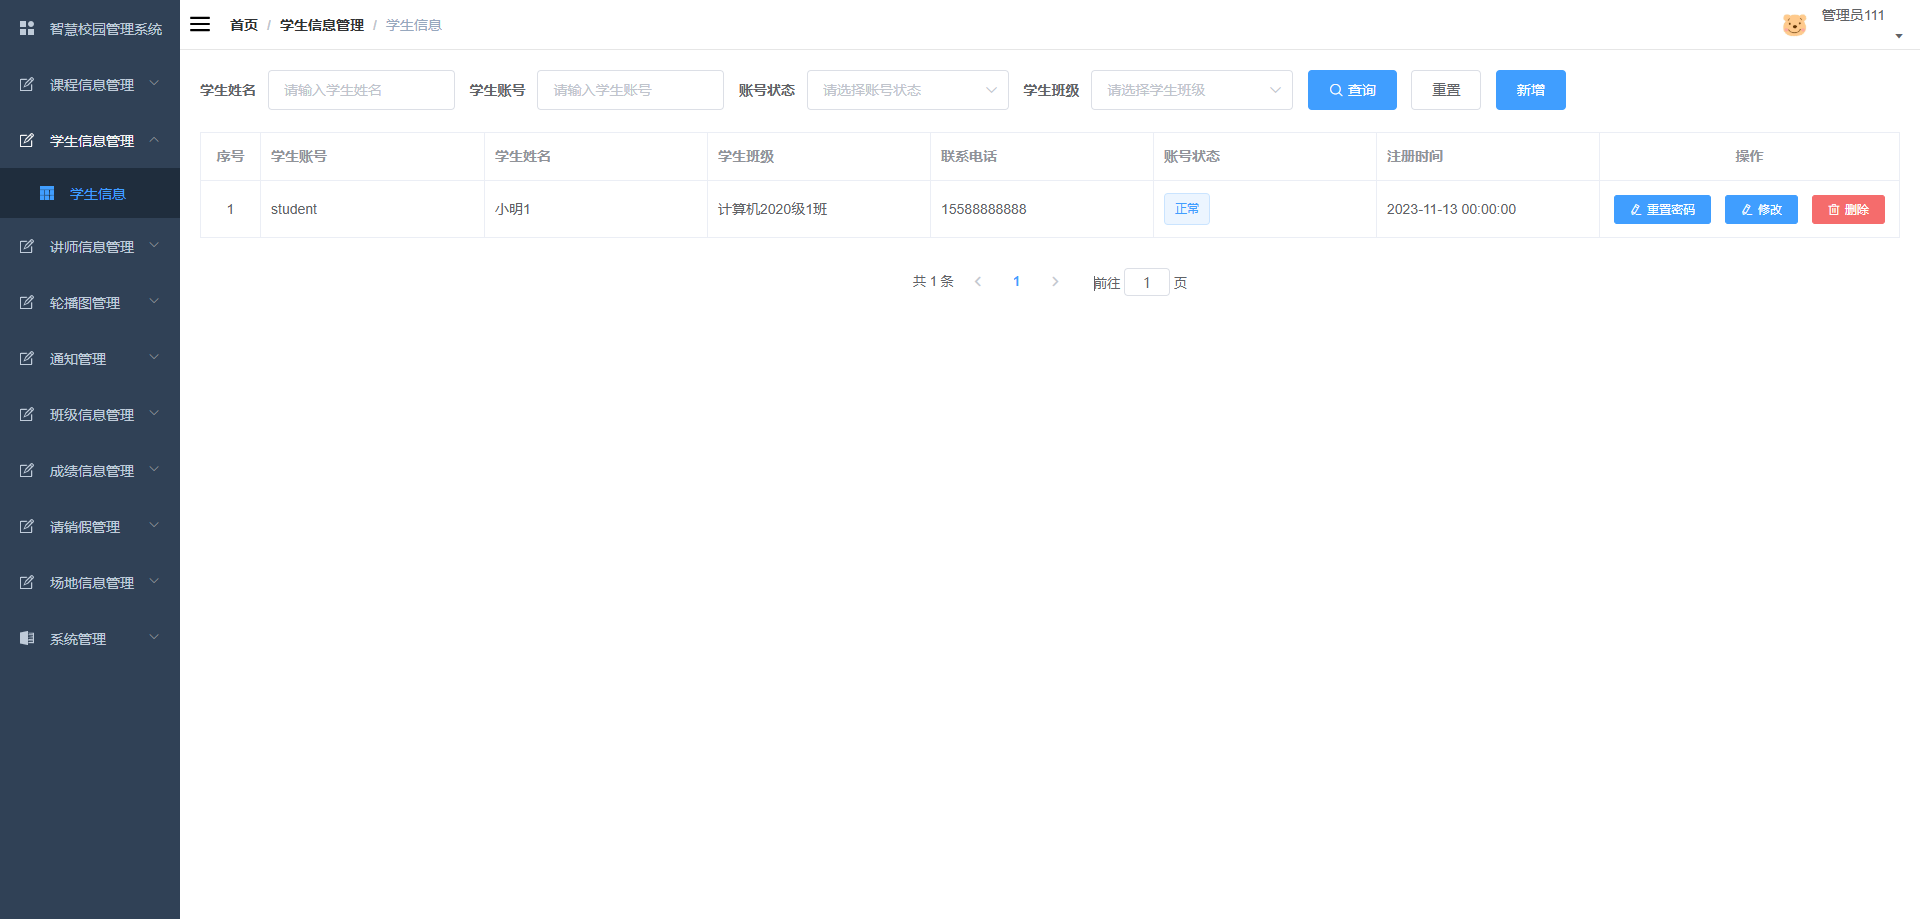 智慧校园管理系统
课程信息管理
学生信息管理
学生信息
讲师信息管理
轮播图管理
通知管理
班级信息管理
成绩信息管理
请销假管理
场地信息管理
系统管理
首页 / 学生信息管理 / 学生信息
管理员111
学生姓名 请输入学生姓名 学生账号 请输入学生账号 账号状态 请选择账号状态 学生班级 请选择学生班级 查询 重置 新增
序号 学生账号 学生姓名 学生班级 联系电话 账号状态 注册时间 操作
1 student 小明1 计算机2020级1班 15588888888 正常 2023-11-13 00:00:00 重置密码 修改 删除
共 1 条 1 前往 1 页